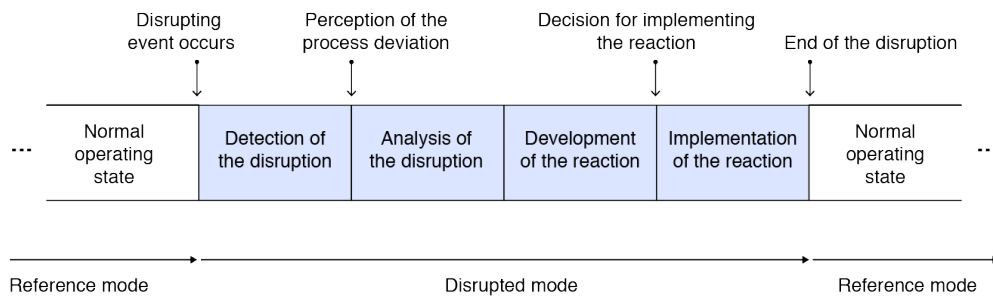 Disrupting
event occurs
Perception of the
process deviation
Decision for implementing
the reaction
End of the disruption
...
Normal
operating
state
Detection of
the disruption
Analysis of
the disruption
Development
of the reaction
Implementation
of the reaction
Normal
operating
state
..
Reference mode
Disrupted mode
Reference mode